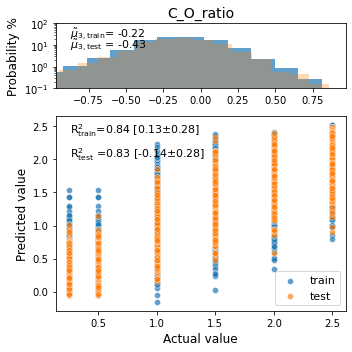 C_O_ratio
Probability %
10²
10¹
10⁰
10⁻¹
μ̃₃,train= -0.22
μ̃₃,test = -0.43
−0.75 −0.50 −0.25 0.00 0.25 0.50 0.75
Predicted value
2.5
2.0
1.5
1.0
0.5
0.0
R²train=0.84 [0.13±0.28]
R²test =0.83 [-0.14±0.28]
train
test
0.5 1.0 1.5 2.0 2.5
Actual value